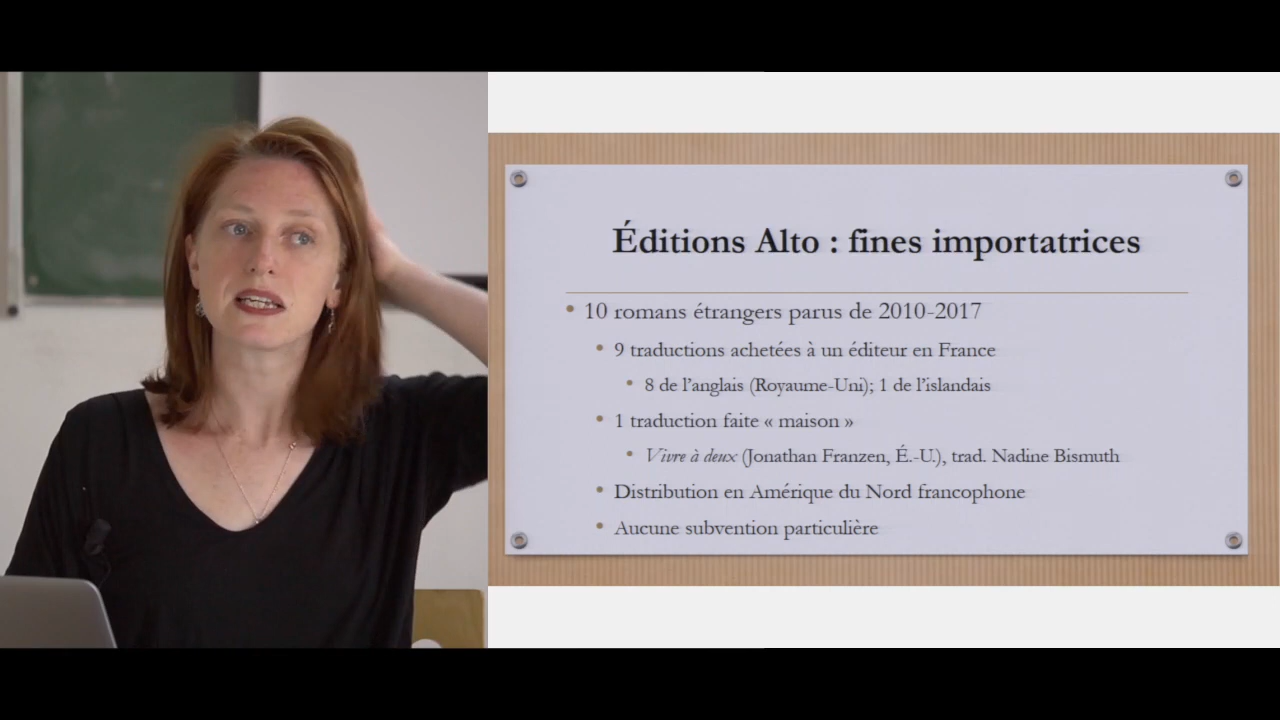 Éditions Alto : fines importatrices
• 10 romans étrangers parus de 2010-2017
• 9 traductions achetées à un éditeur en France
• 8 de l'anglais (Royaume-Uni); 1 de l'islandais
• 1 traduction faite « maison »
• Vivre à deux (Jonathan Franzen, É.-U.), trad. Nadine Bismuth
• Distribution en Amérique du Nord francophone
• Aucune subvention particulière